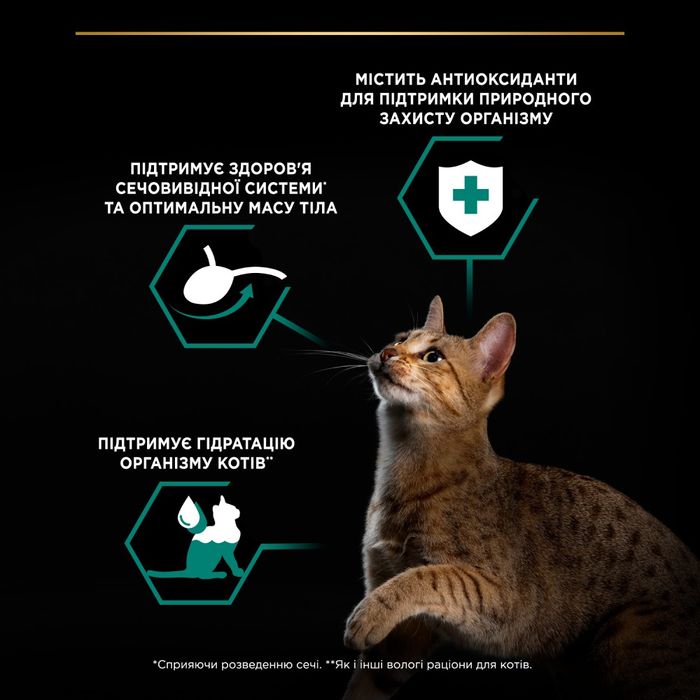 МІСТИТЬ АНТИОКСИДАНТИ
ДЛЯ ПІДТРИМКИ ПРИРОДНОГО
ЗАХИСТУ ОРГАНІЗМУ
ПІДТРИМУЄ ЗДОРОВ'Я
СЕЧОВИВІДНОЇ СИСТЕМИ*
ТА ОПТИМАЛЬНУ МАСУ ТІЛА
ПІДТРИМУЄ ГІДРАТАЦІЮ
ОРГАНІЗМУ КОТІВ**
*Сприяючи розведенню сечі. **Як і інші вологі раціони для котів.